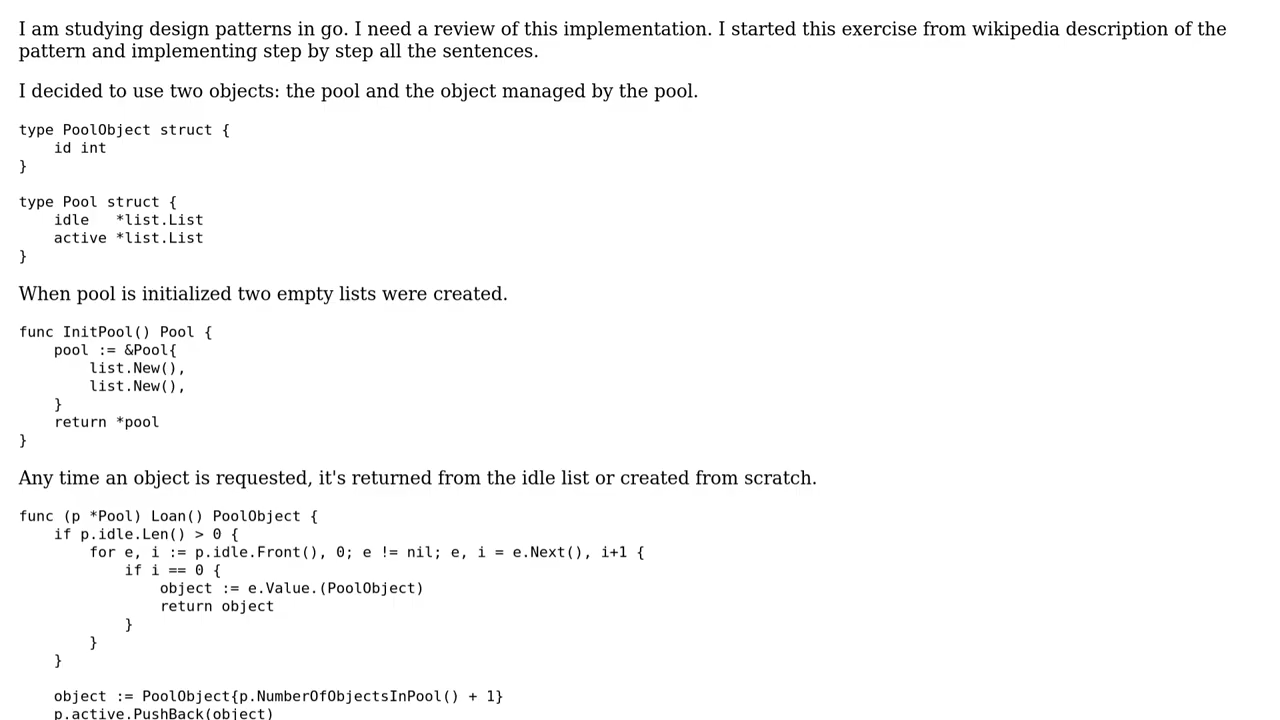 I am studying design patterns in go. I need a review of this implementation. I started this exercise from wikipedia description of the
pattern and implementing step by step all the sentences.
I decided to use two objects: the pool and the object managed by the pool.
type PoolObject struct {
    id int
}
type Pool struct {
    idle   *list.List
    active *list.List
}
When pool is initialized two empty lists were created.
func InitPool() Pool {
    pool := &Pool{
        list.New(),
        list.New(),
    }
    return *pool
}
Any time an object is requested, it's returned from the idle list or created from scratch.
func (p *Pool) Loan() PoolObject {
    if p.idle.Len() > 0 {
        for e, i := p.idle.Front(), 0; e != nil; e, i = e.Next(), i+1 {
            if i == 0 {
                object := e.Value.(PoolObject)
                return object
            }
        }
    }
    object := PoolObject{p.NumberOfObjectsInPool() + 1}
    p.active.PushBack(object)